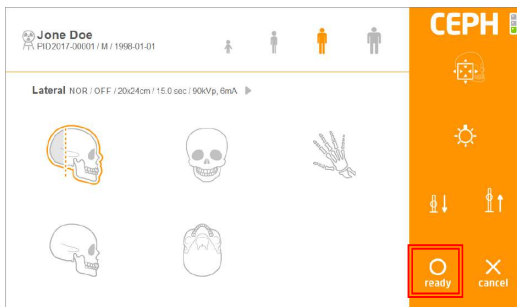 Jone Doe
PID2017-00001 / M / 1998-01-01
CEPH
Lateral NOR / OFF / 20x24cm / 15.0 sec / 90kVp, 6mA
ready
cancel